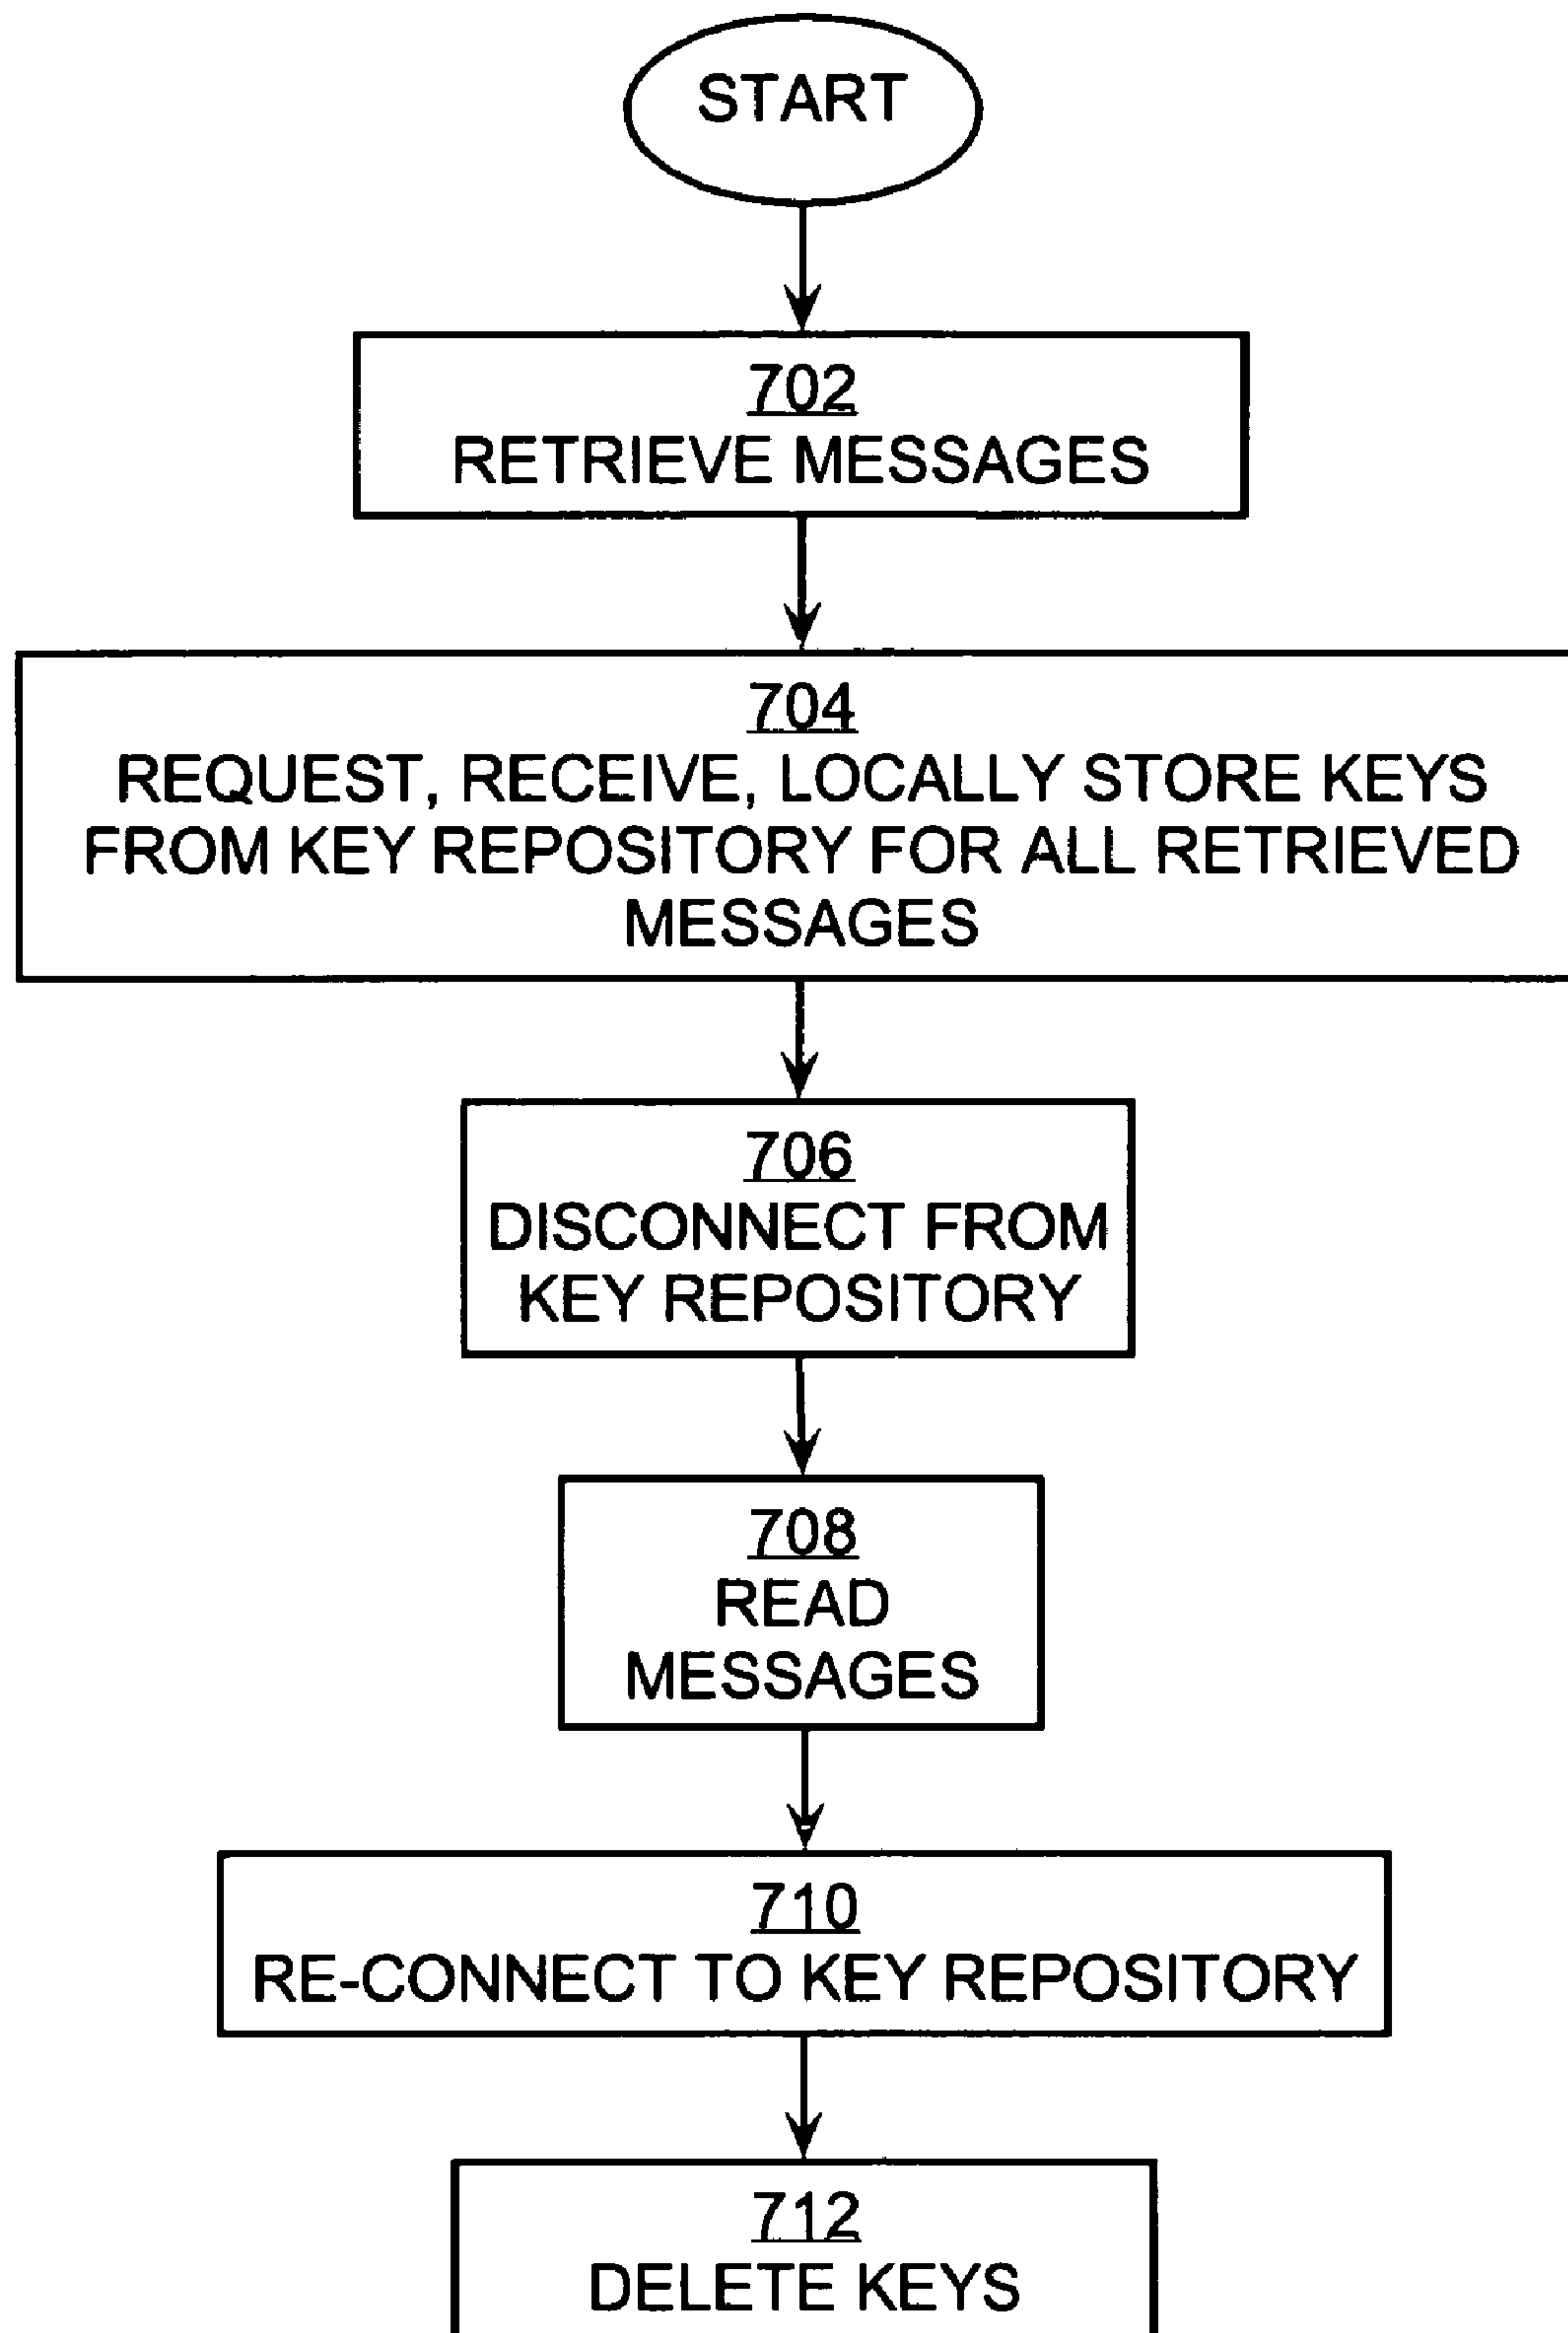 START
702
RETRIEVE MESSAGES
704
REQUEST, RECEIVE, LOCALLY STORE KEYS
FROM KEY REPOSITORY FOR ALL RETRIEVED
MESSAGES
706
DISCONNECT FROM
KEY REPOSITORY
708
READ
MESSAGES
710
RE-CONNECT TO KEY REPOSITORY
712
DELETE KEYS